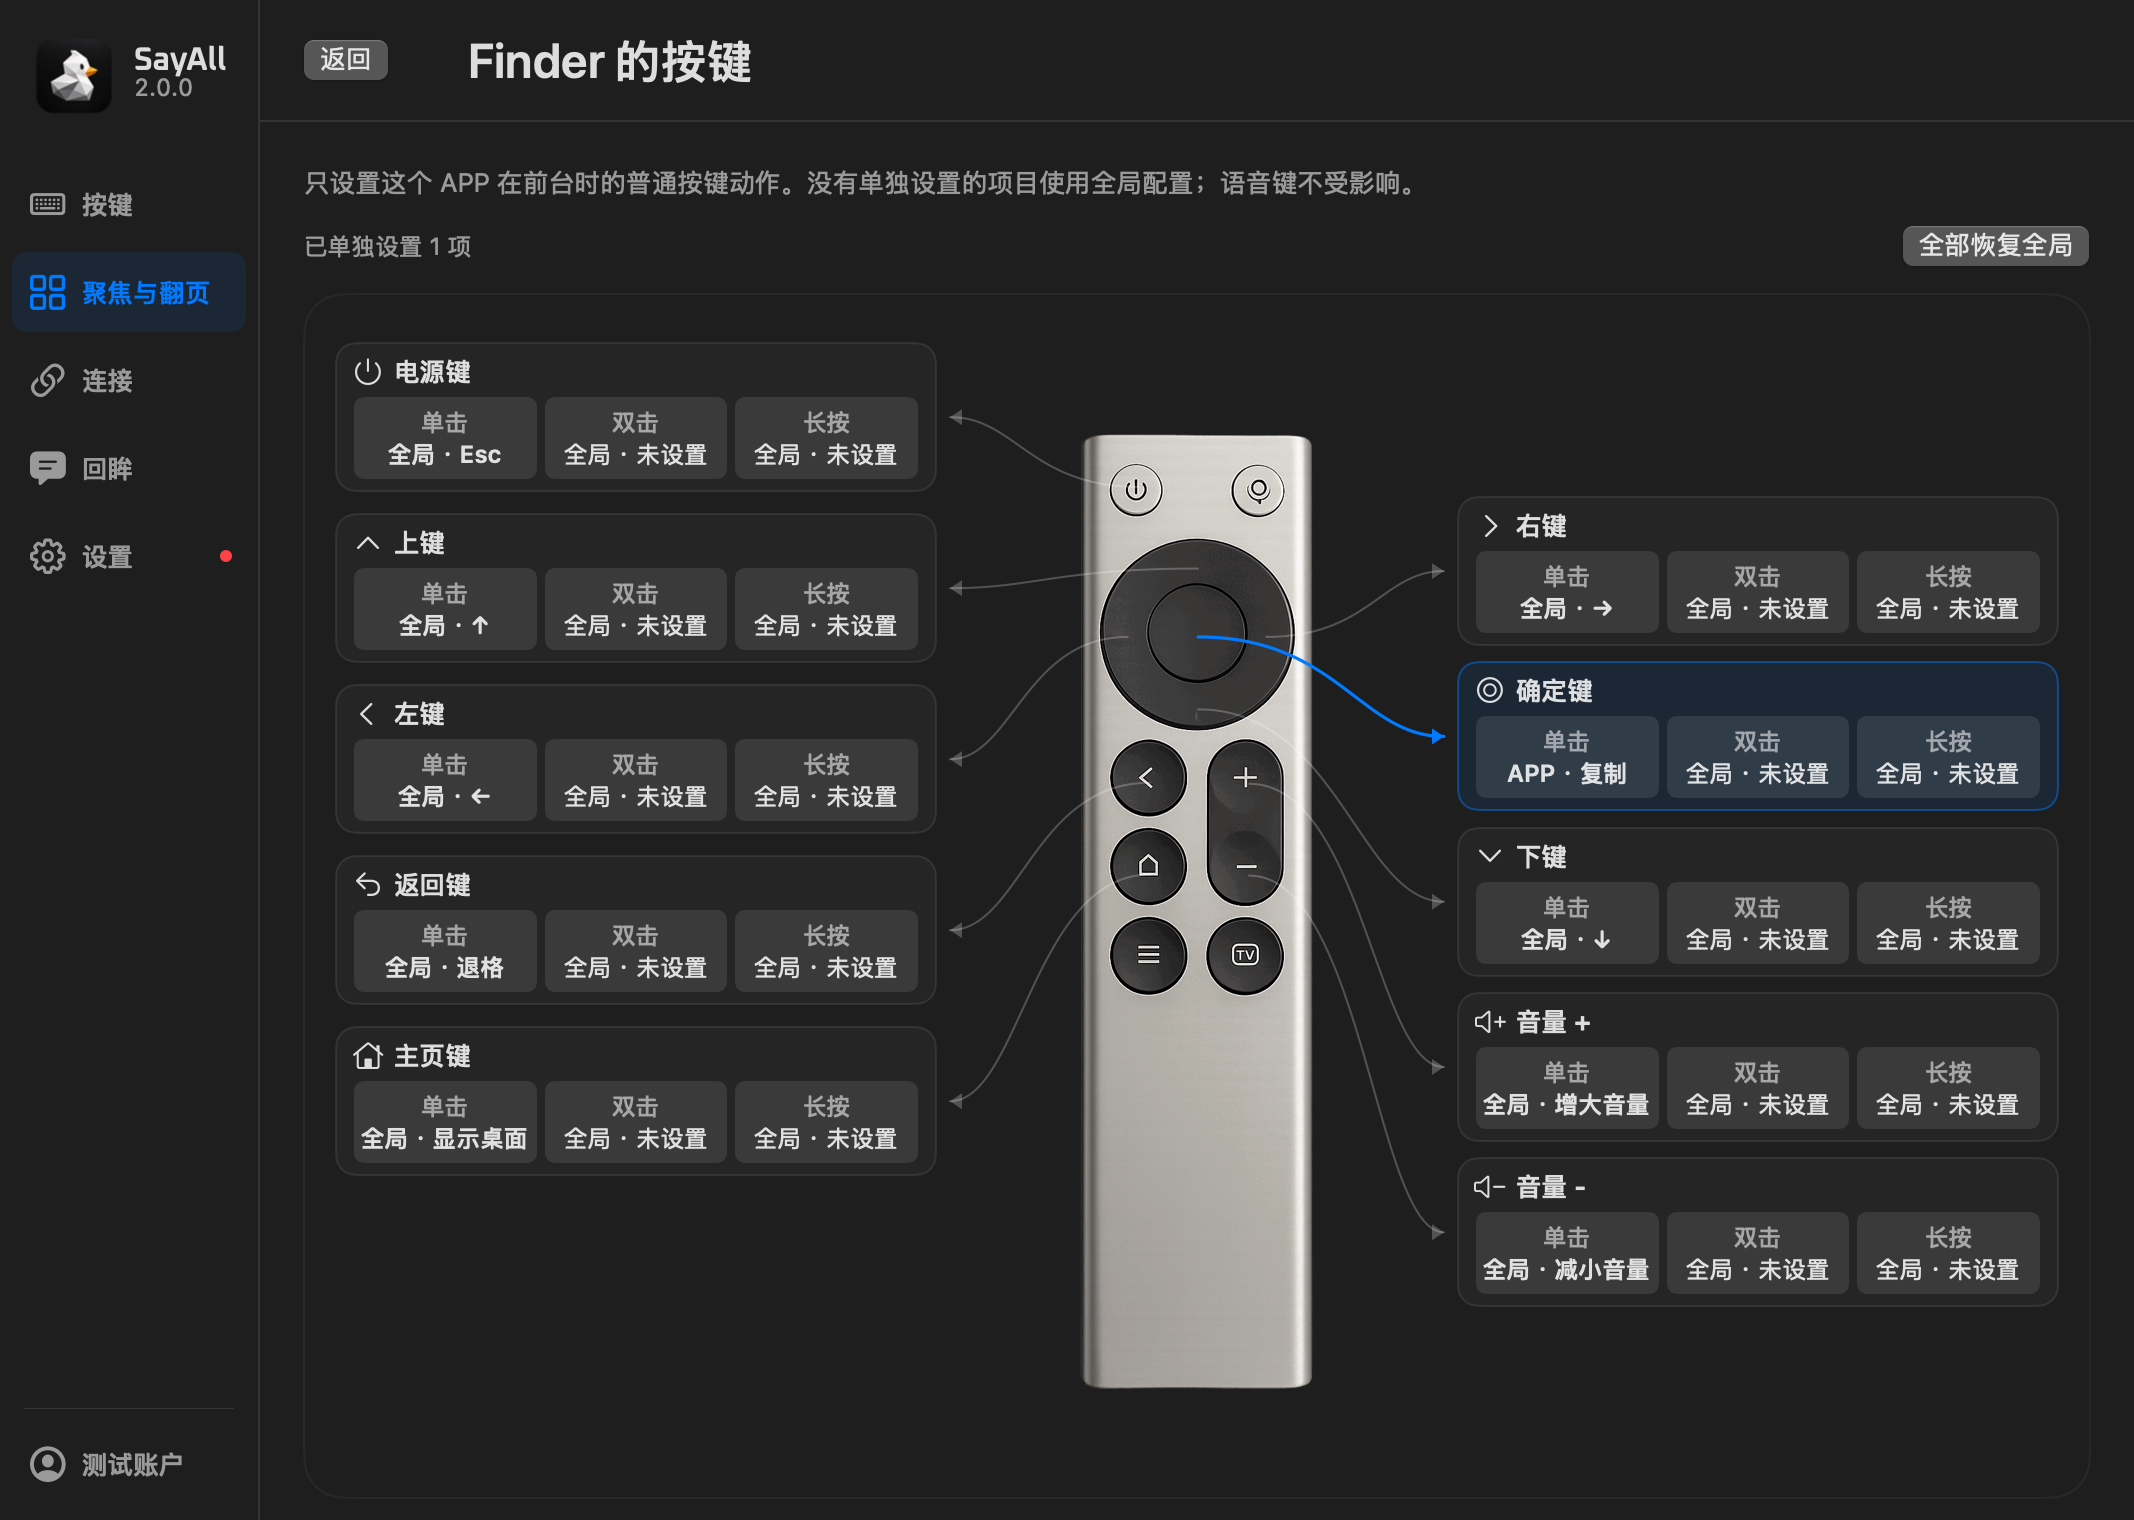 SayAll
2.0.0
按键
聚焦与翻页
连接
回眸
设置
测试账户
返回
Finder 的按键
只设置这个 APP 在前台时的普通按键动作。没有单独设置的项目使用全局配置；语音键不受影响。
已单独设置 1 项
全部恢复全局
电源键
单击
全局 · Esc
双击
全局 · 未设置
长按
全局 · 未设置
上键
单击
全局 · ↑
双击
全局 · 未设置
长按
全局 · 未设置
左键
单击
全局 · ←
双击
全局 · 未设置
长按
全局 · 未设置
返回键
单击
全局 · 退格
双击
全局 · 未设置
长按
全局 · 未设置
主页键
单击
全局 · 显示桌面
双击
全局 · 未设置
长按
全局 · 未设置
TV
右键
单击
全局 · →
双击
全局 · 未设置
长按
全局 · 未设置
确定键
单击
APP · 复制
双击
全局 · 未设置
长按
全局 · 未设置
下键
单击
全局 · ↓
双击
全局 · 未设置
长按
全局 · 未设置
音量 +
单击
全局 · 增大音量
双击
全局 · 未设置
长按
全局 · 未设置
音量 -
单击
全局 · 减小音量
双击
全局 · 未设置
长按
全局 · 未设置